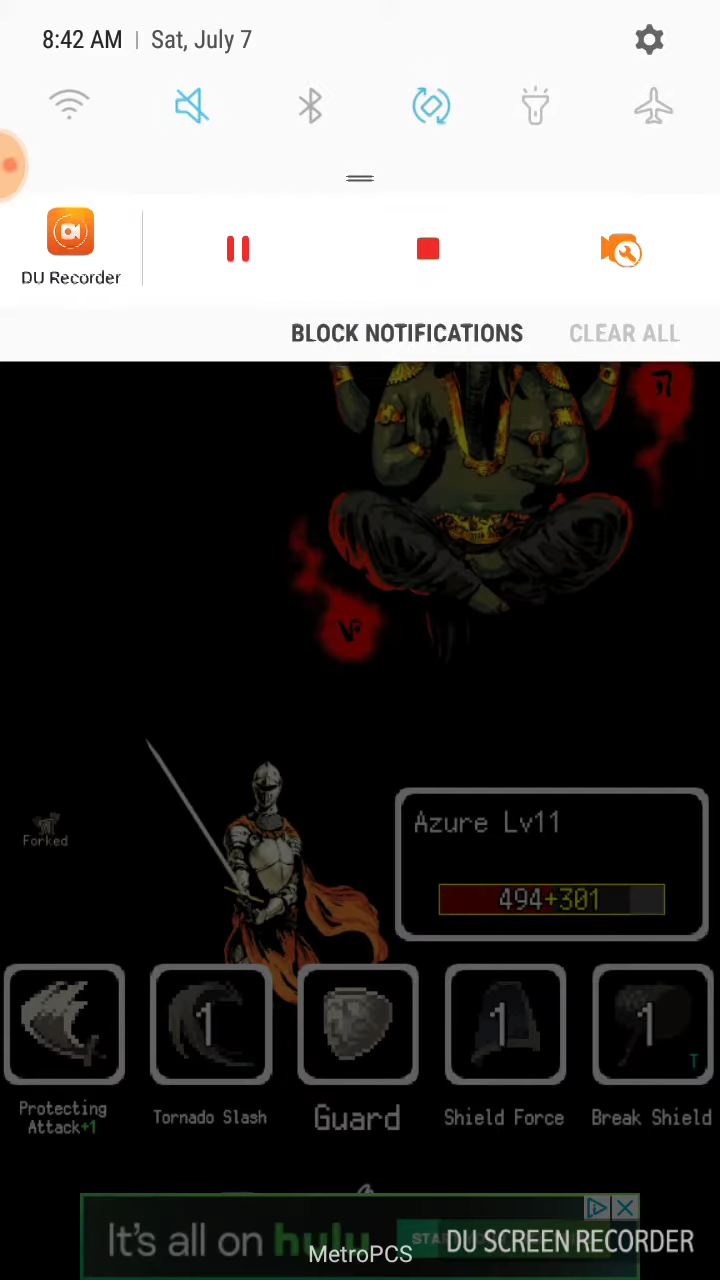 8:42 AM | Sat, July 7
DU Recorder
BLOCK NOTIFICATIONS CLEAR ALL
Azure Lv11
Forked
494+301
1 1 1
T
Protecting Attack+1
Tornado Slash
Guard
Shield Force
Break Shield
It's all on hulu
DU SCREEN RECORDER
MetroPCS